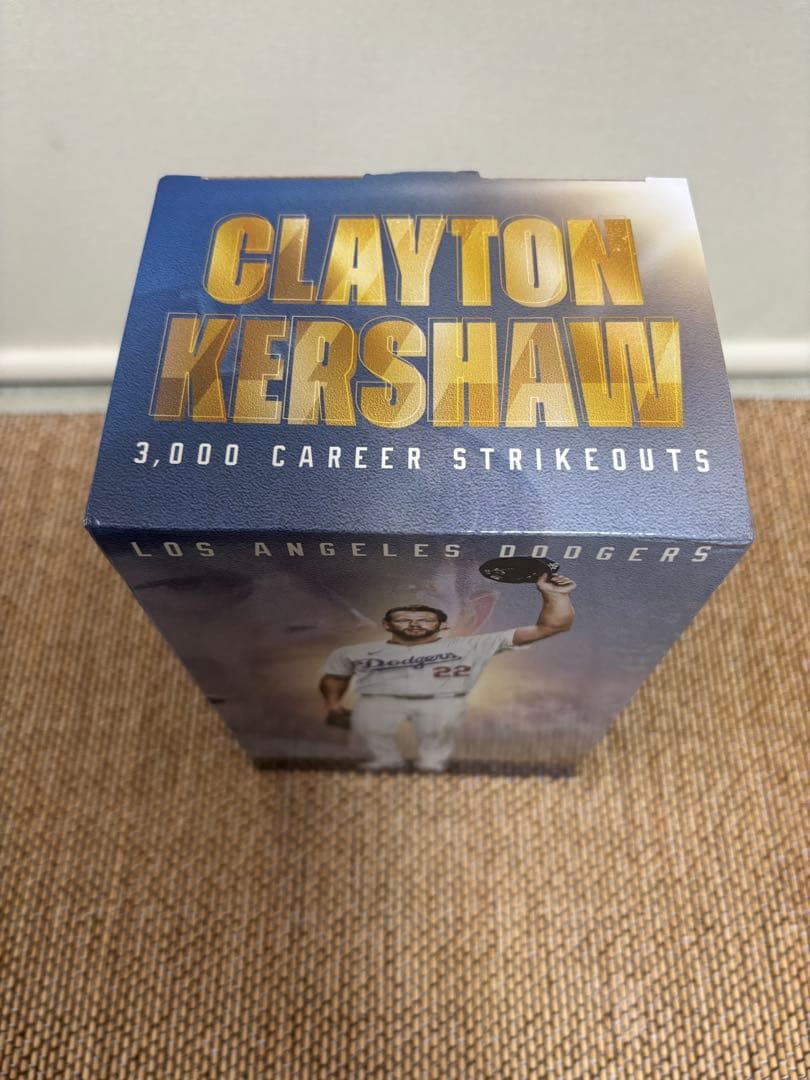 CLAYTON
KERSHAW
3,000 CAREER STRIKEOUTS
LOS ANGELES DODGERS
Dodgers
22